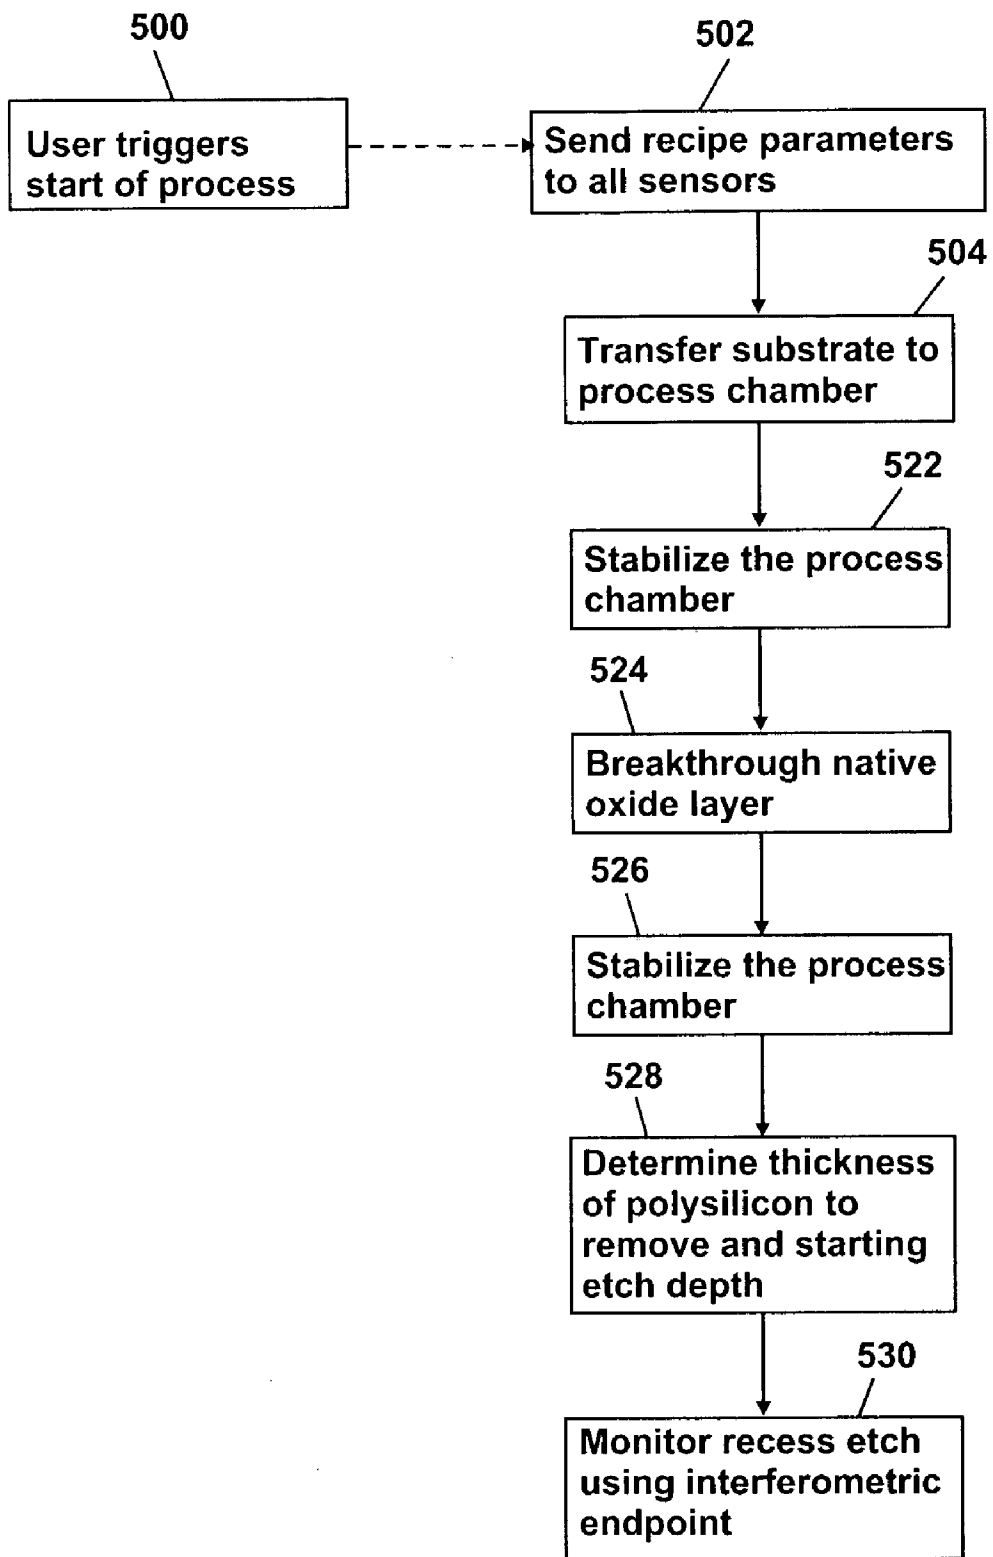 500
User triggers
start of process
502
Send recipe parameters
to all sensors
504
Transfer substrate to
process chamber
522
Stabilize the process
chamber
524
Breakthrough native
oxide layer
526
Stabilize the process
chamber
528
Determine thickness
of polysilicon to
remove and starting
etch depth
530
Monitor recess etch
using interferometric
endpoint